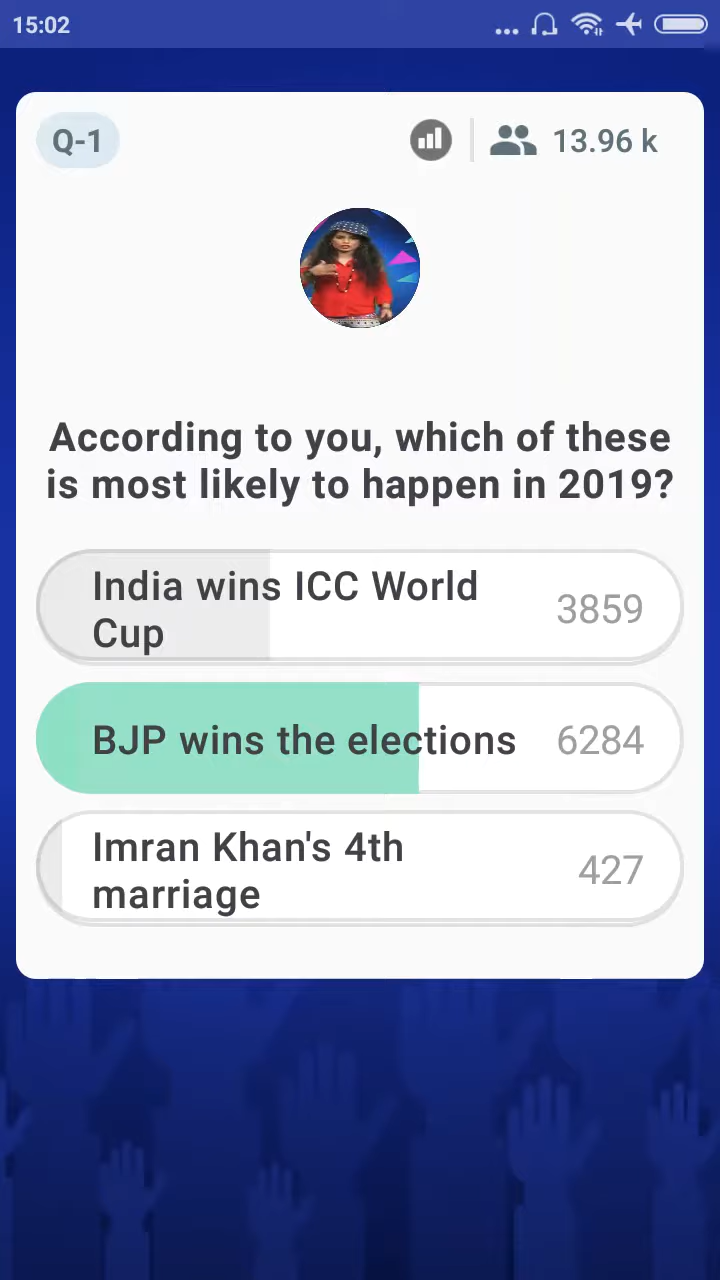 15:02
Q-1
13.96 k
According to you, which of these
is most likely to happen in 2019?
India wins ICC World
Cup
3859
BJP wins the elections 6284
Imran Khan's 4th
marriage
427